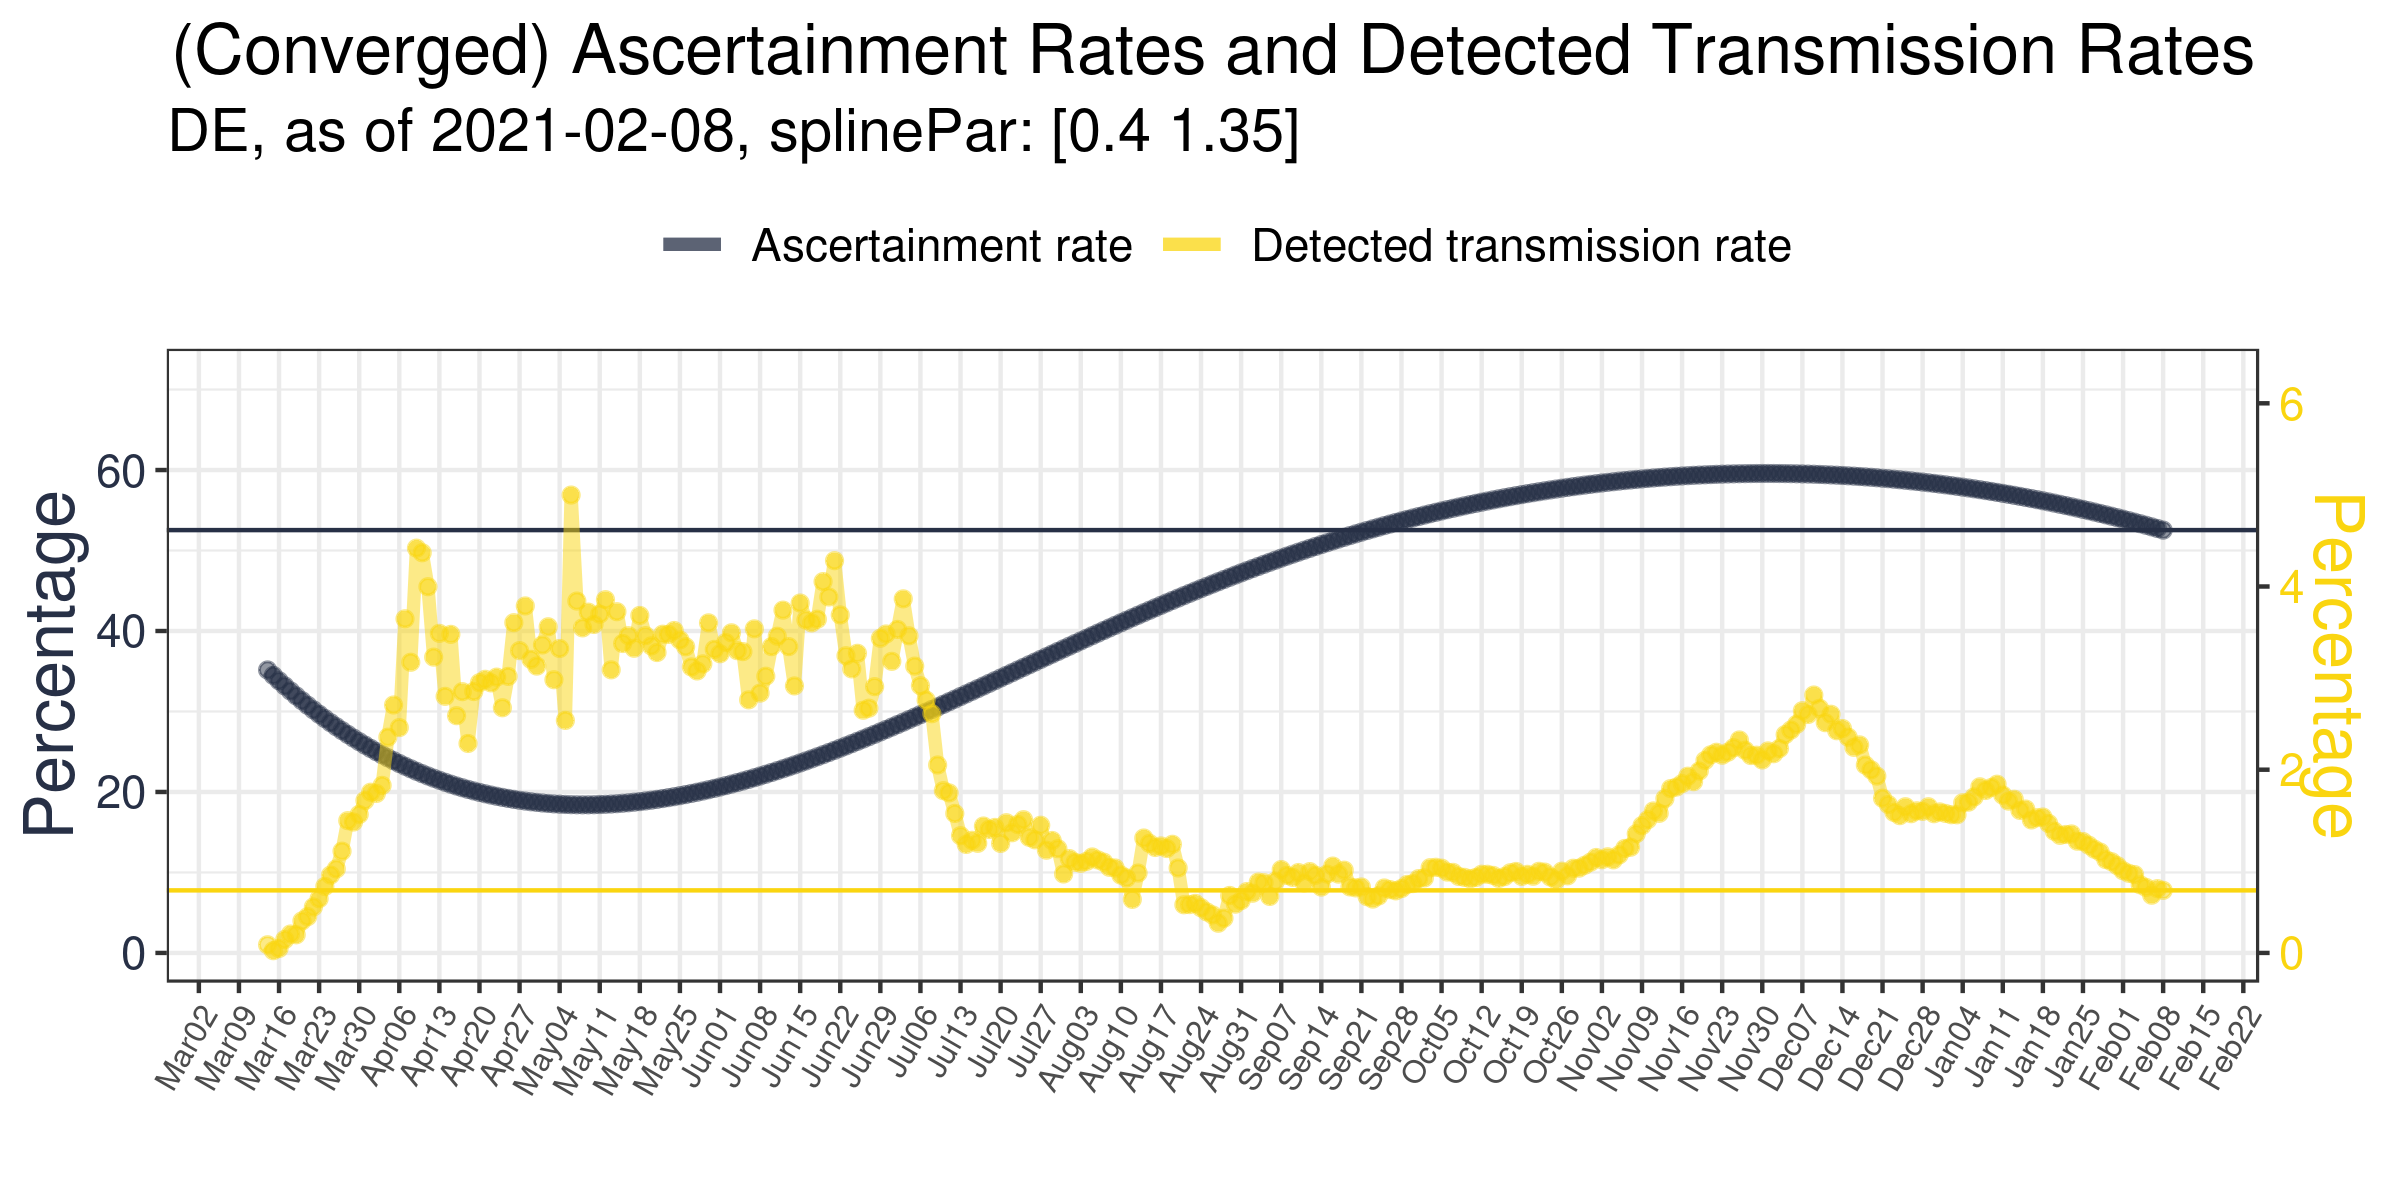 (Converged) Ascertainment Rates and Detected Transmission Rates
DE, as of 2021-02-08, splinePar: [0.4 1.35]
Ascertainment rate Detected transmission rate
Percentage
60
40
20
0
6
4
2
0
Percentage
Mar02 Mar09 Mar16 Mar23 Mar30 Apr06 Apr13 Apr20 Apr27 May04 May11 May18 May25 Jun01 Jun08 Jun15 Jun22 Jun29 Jul06 Jul13 Jul20 Jul27 Aug03 Aug10 Aug17 Aug24 Aug31 Sep07 Sep14 Sep21 Sep28 Oct05 Oct12 Oct19 Oct26 Nov02 Nov09 Nov16 Nov23 Nov30 Dec07 Dec14 Dec21 Dec28 Jan04 Jan11 Jan18 Jan25 Feb01 Feb08 Feb15 Feb22